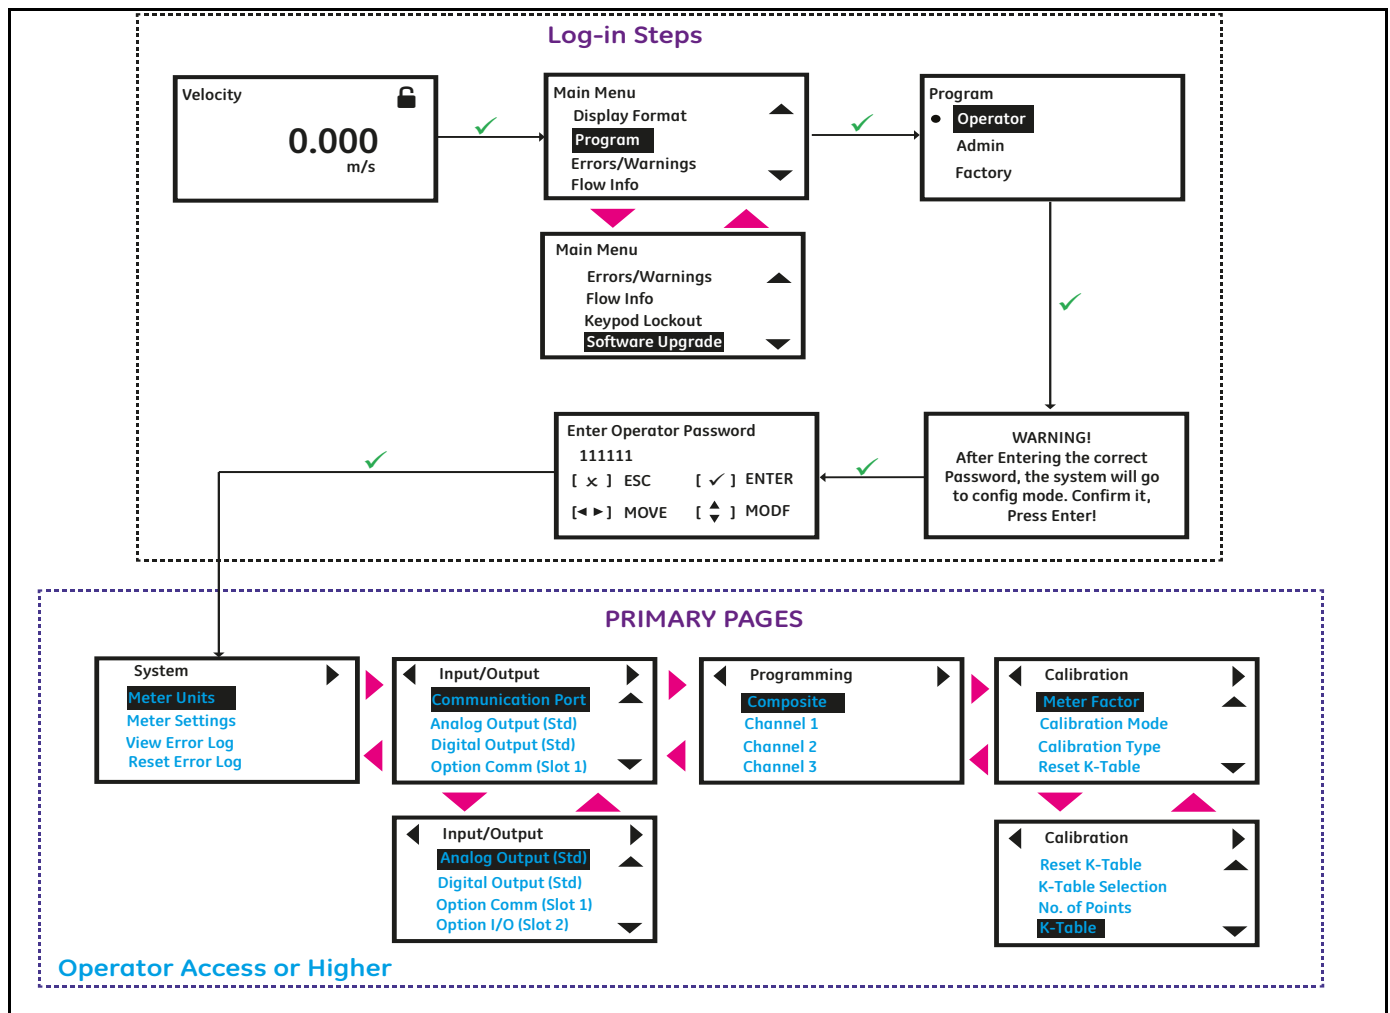 Log-in Steps
Velocity
0.000
m/s
Main Menu
Display Format
Program
Errors/Warnings
Flow Info
Program
Operator
Admin
Factory
Main Menu
Errors/Warnings
Flow Info
Keypod Lockout
Software Upgrade
Enter Operator Password
111111
[ x ] ESC [ ✓ ] ENTER
[◄ ►] MOVE [ ▲▼ ] MODF
WARNING!
After Entering the correct
Password, the system will go
to config mode. Confirm it,
Press Enter!
PRIMARY PAGES
System
Meter Units
Meter Settings
View Error Log
Reset Error Log
Input/Output
Communication Port
Analog Output (Std)
Digital Output (Std)
Option Comm (Slot 1)
Programming
Composite
Channel 1
Channel 2
Channel 3
Calibration
Meter Factor
Calibration Mode
Calibration Type
Reset K-Table
Input/Output
Analog Output (Std)
Digital Output (Std)
Option Comm (Slot 1)
Option I/O (Slot 2)
Calibration
Reset K-Table
K-Table Selection
No. of Points
K-Table
Operator Access or Higher